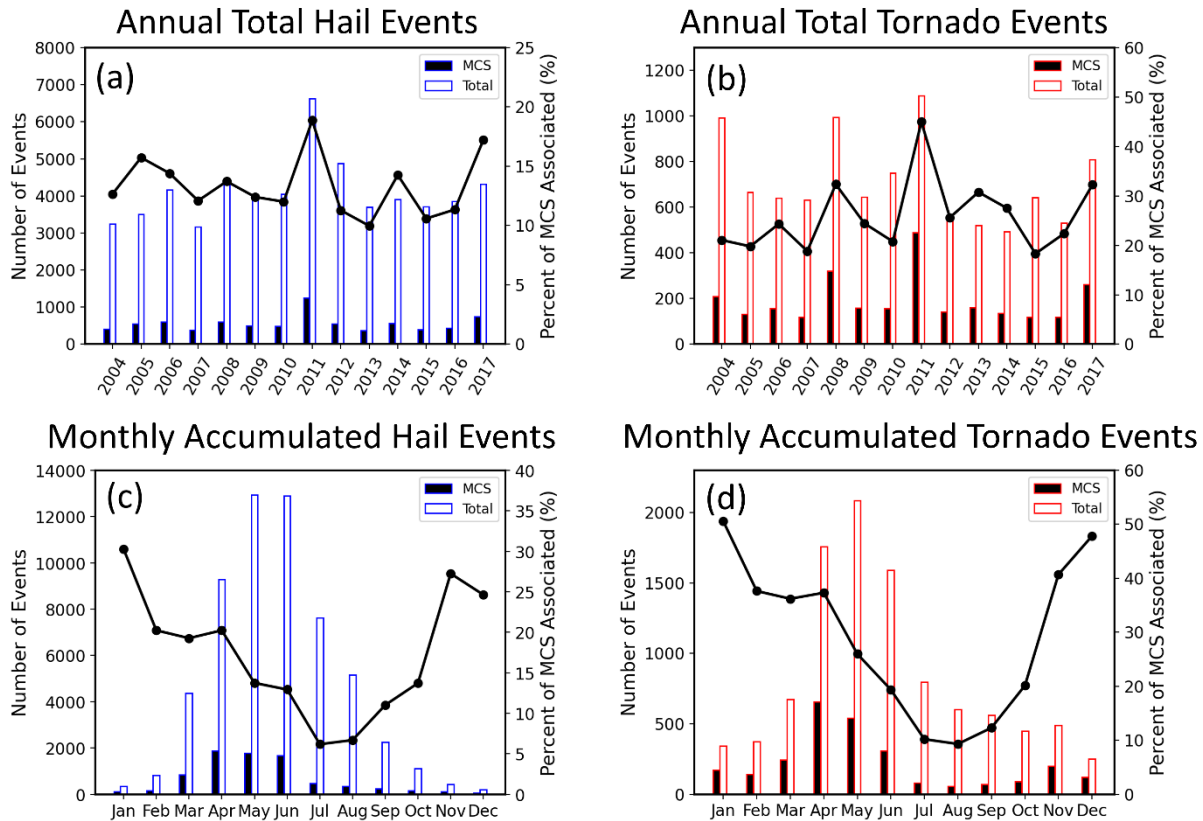 Annual Total Hail Events
(a)
MCS
Total
Number of Events
Percent of MCS Associated (%)
8000
7000
6000
5000
4000
3000
2000
1000
0
25
20
15
10
5
0
2004 2005 2006 2007 2008 2009 2010 2011 2012 2013 2014 2015 2016 2017
Annual Total Tornado Events
(b)
MCS
Total
Number of Events
Percent of MCS Associated (%)
1200
1000
800
600
400
200
0
60
50
40
30
20
10
0
2004 2005 2006 2007 2008 2009 2010 2011 2012 2013 2014 2015 2016 2017
Monthly Accumulated Hail Events
(c)
MCS
Total
Number of Events
Percent of MCS Associated (%)
14000
12000
10000
8000
6000
4000
2000
0
40
35
30
25
20
15
10
5
0
Jan Feb Mar Apr May Jun Jul Aug Sep Oct Nov Dec
Monthly Accumulated Tornado Events
(d)
MCS
Total
Number of Events
Percent of MCS Associated (%)
2000
1500
1000
500
0
60
50
40
30
20
10
0
Jan Feb Mar Apr May Jun Jul Aug Sep Oct Nov Dec